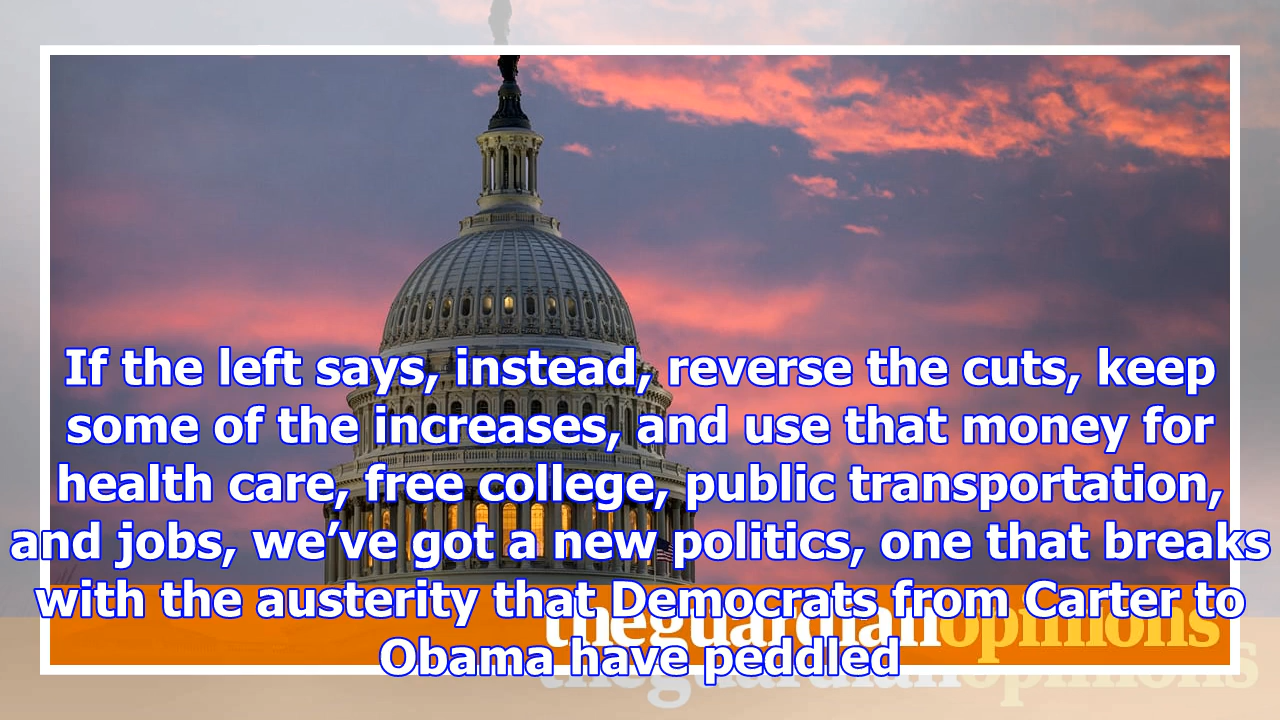 If the left says, instead, reverse the cuts, keep
some of the increases, and use that money for
health care, free college, public transportation,
and jobs, we’ve got a new politics, one that breaks
with the austerity that Democrats from Carter to
Obama have peddled
theguardianopinions